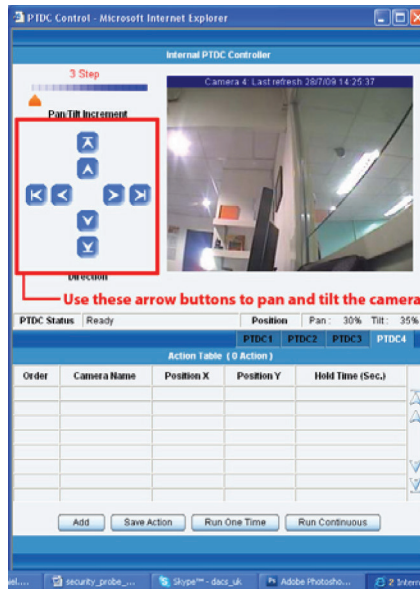 PTDC Control - Microsoft Internet Explorer
Internal PTDC Controller
3 Step
Camera 4: Last refresh 28/7/09 14:25:37
Pan/Tilt Increment
Direction
Use these arrow buttons to pan and tilt the camera
PTDC Status Ready Position Pan : 30% Tilt : 35%
PTDC1 PTDC2 PTDC3 PTDC4
Action Table ( 0 Action )
Order Camera Name Position X Position Y Hold Time (Sec.)
Add Save Action Run One Time Run Continuous
wel.... security_probe_... Skype™ - dacs_uk Adobe Photosho... 2 Intern